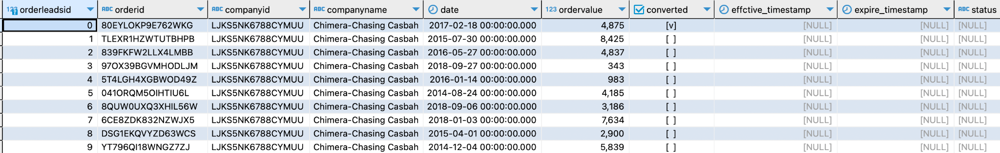 123 orderleadsid ABC orderid ABC companyid ABC companyname date 123 ordervalue converted effctive_timestamp expire_timestamp ABC status
0 80EYLOKP9E762WKG LJKS5NK6788CYMUU Chimera-Chasing Casbah 2017-02-18 00:00:00.000 4,875 [v] [NULL] [NULL] [NULL]
1 TLEXR1HZWTUTBHPB LJKS5NK6788CYMUU Chimera-Chasing Casbah 2015-07-30 00:00:00.000 8,425 [ ] [NULL] [NULL] [NULL]
2 839FKFW2LLX4LMBB LJKS5NK6788CYMUU Chimera-Chasing Casbah 2016-05-27 00:00:00.000 4,837 [ ] [NULL] [NULL] [NULL]
3 97OX39BGVMHODLJM LJKS5NK6788CYMUU Chimera-Chasing Casbah 2018-09-27 00:00:00.000 343 [ ] [NULL] [NULL] [NULL]
4 5T4LGH4XGBWOD49Z LJKS5NK6788CYMUU Chimera-Chasing Casbah 2016-01-14 00:00:00.000 983 [ ] [NULL] [NULL] [NULL]
5 041ORQM5OIHTIU6L LJKS5NK6788CYMUU Chimera-Chasing Casbah 2014-08-24 00:00:00.000 4,185 [ ] [NULL] [NULL] [NULL]
6 8QUW0UXQ3XHIL56W LJKS5NK6788CYMUU Chimera-Chasing Casbah 2018-09-06 00:00:00.000 3,186 [ ] [NULL] [NULL] [NULL]
7 6CE8ZDK832NZWJX5 LJKS5NK6788CYMUU Chimera-Chasing Casbah 2018-01-03 00:00:00.000 7,634 [ ] [NULL] [NULL] [NULL]
8 DSG1EKQVYZD63WCS LJKS5NK6788CYMUU Chimera-Chasing Casbah 2015-04-01 00:00:00.000 2,900 [ ] [NULL] [NULL] [NULL]
9 YT796QI18WNGZ7ZJ LJKS5NK6788CYMUU Chimera-Chasing Casbah 2014-12-04 00:00:00.000 5,839 [ ] [NULL] [NULL] [NULL]